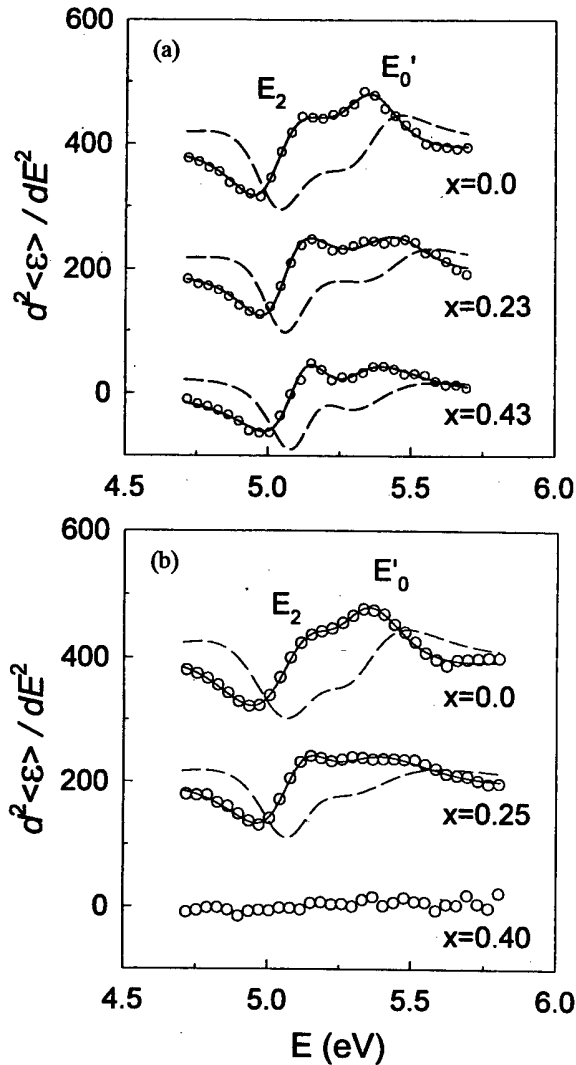 600
(a)
E₂ E₀'
400
x=0.0
d²<ε> / dE²
200
x=0.23
0
x=0.43
4.5 5.0 5.5 6.0
600
(b)
E₂ E'₀
400
x=0.0
d²<ε> / dE²
200
x=0.25
0
x=0.40
4.5 5.0 5.5 6.0
E (eV)